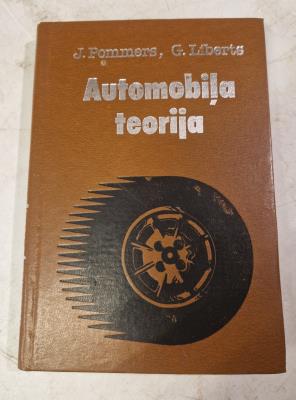 J. Pommers, G. Liberts
Automobiļa
teorija